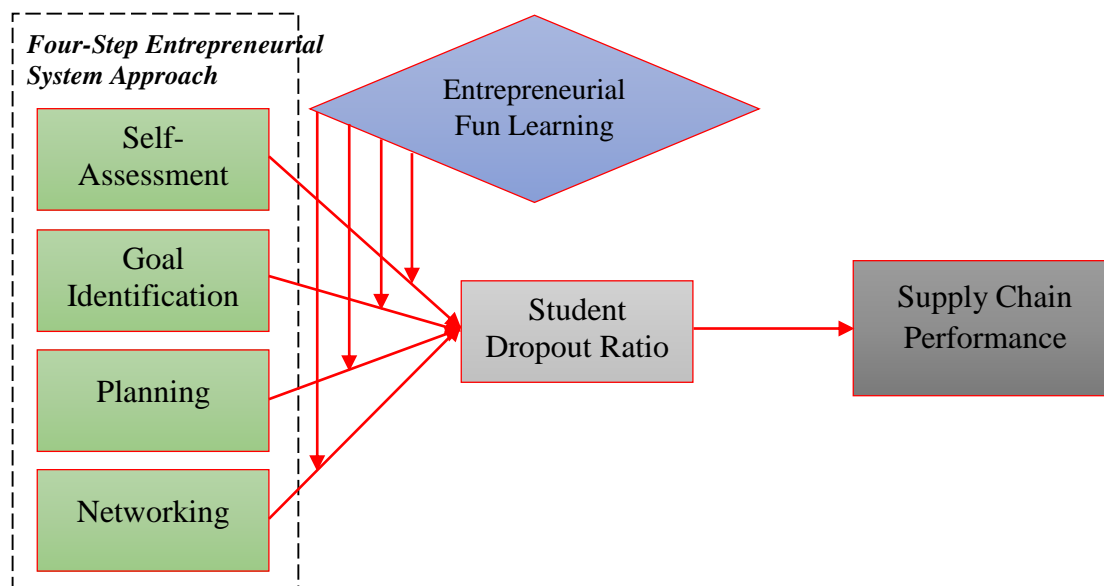 Four-Step Entrepreneurial
System Approach
Self-
Assessment
Goal
Identification
Planning
Networking
Entrepreneurial
Fun Learning
Student
Dropout Ratio
Supply Chain
Performance